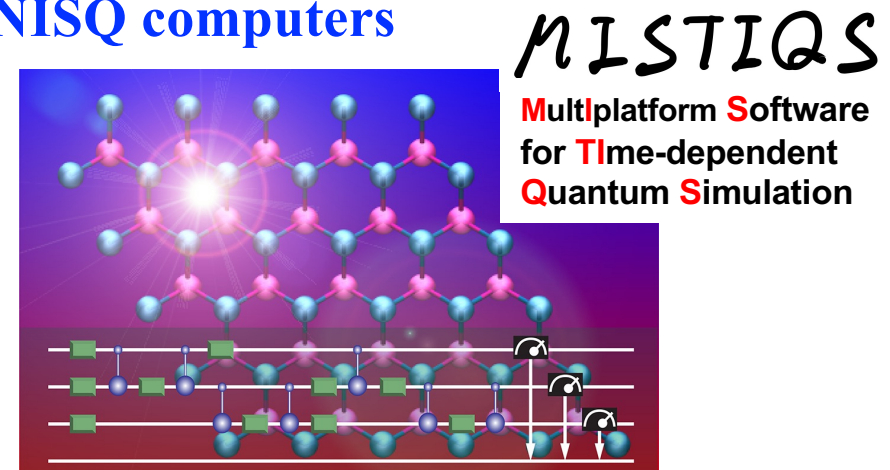 NISQ computers
MISTIQS
MultIplatform Software
for TIme-dependent
Quantum Simulation